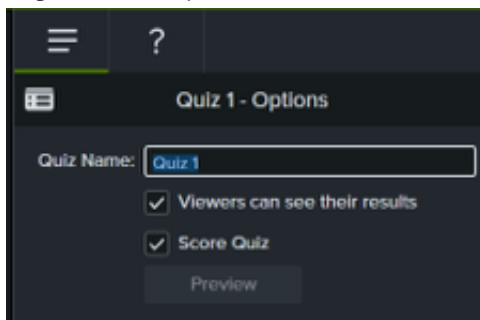 ?
Quiz 1 - Options
Quiz Name: Quiz 1
Viewers can see their results
Score Quiz
Preview